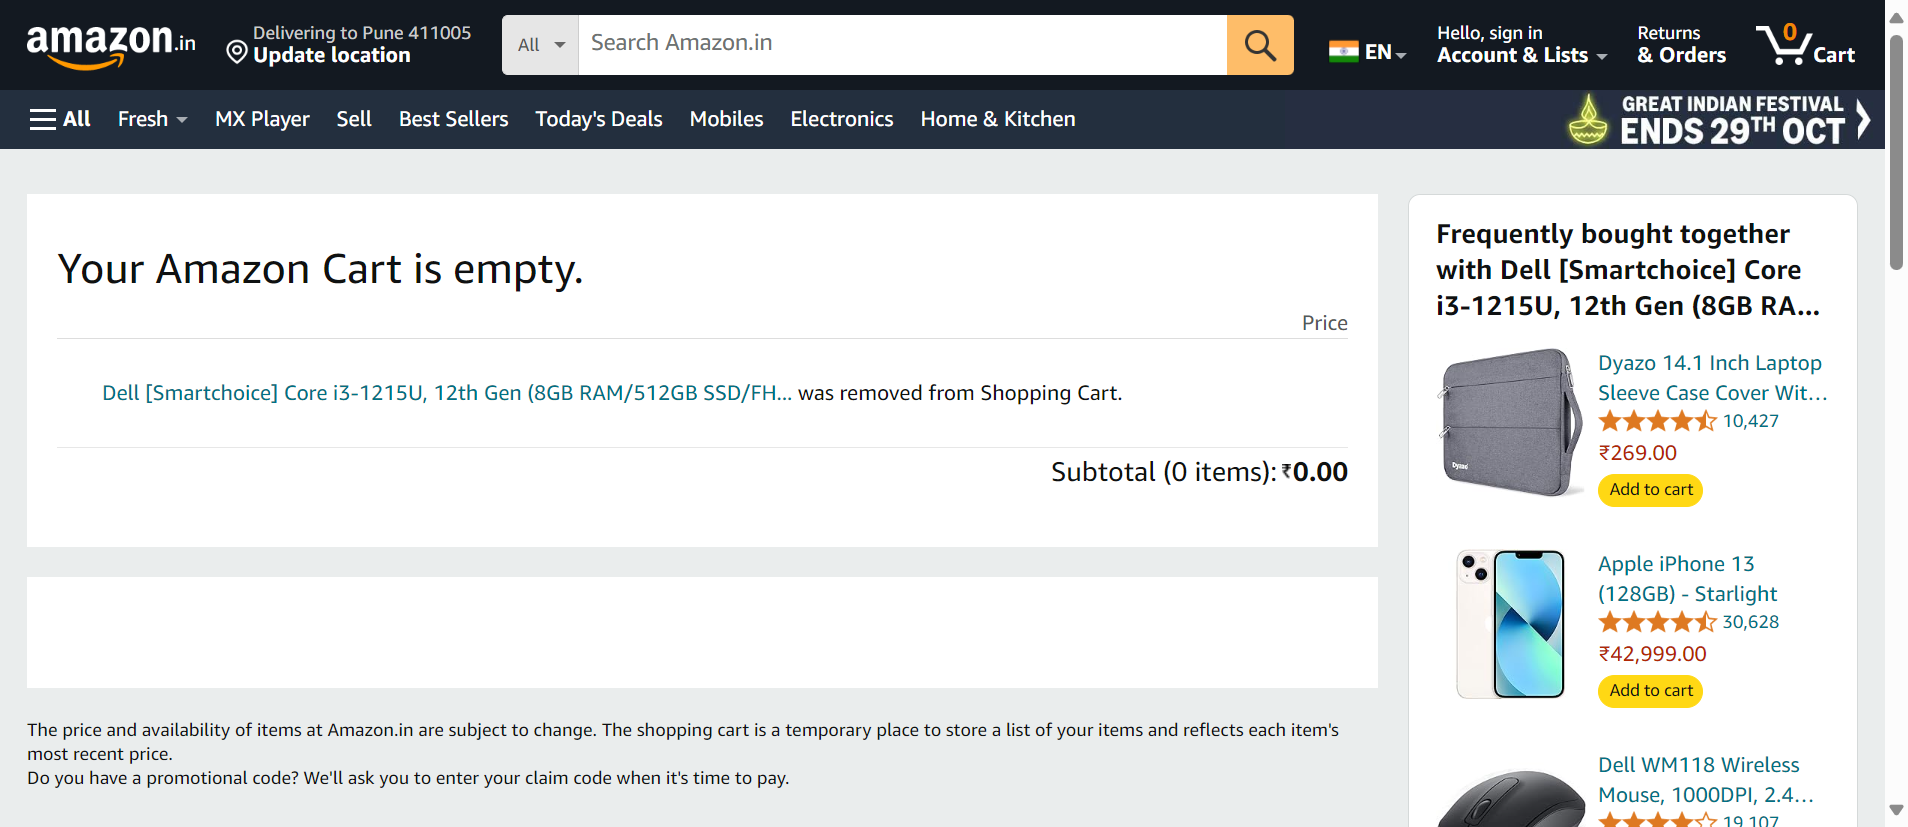 amazon.in
Delivering to Pune 411005
Update location
All
Search Amazon.in
EN
Hello, sign in
Account & Lists
Returns
& Orders
0
Cart
All
Fresh
MX Player
Sell
Best Sellers
Today's Deals
Mobiles
Electronics
Home & Kitchen
GREAT INDIAN FESTIVAL
ENDS 29TH OCT
Your Amazon Cart is empty.
Price
Dell [Smartchoice] Core i3-1215U, 12th Gen (8GB RAM/512GB SSD/FH... was removed from Shopping Cart.
Subtotal (0 items): ₹0.00
The price and availability of items at Amazon.in are subject to change. The shopping cart is a temporary place to store a list of your items and reflects each item's
most recent price.
Do you have a promotional code? We'll ask you to enter your claim code when it's time to pay.
Frequently bought together
with Dell [Smartchoice] Core
i3-1215U, 12th Gen (8GB RA...
Dyazo
Dyazo 14.1 Inch Laptop
Sleeve Case Cover Wit...
10,427
₹269.00
Add to cart
Apple iPhone 13
(128GB) - Starlight
30,628
₹42,999.00
Add to cart
Dell WM118 Wireless
Mouse, 1000DPI, 2.4...
19,107